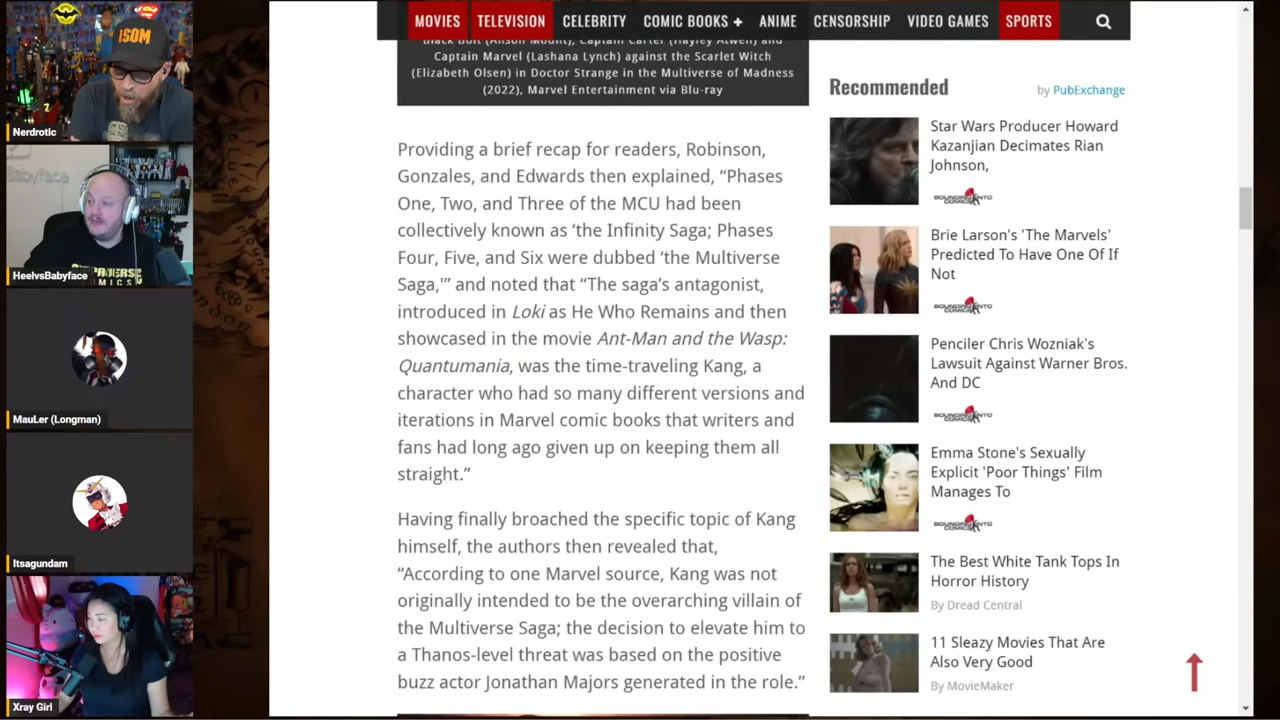 ISOM
Nerdrotic
Babyface
HeelvsBabyface
MauLer (Longman)
Itsagundam
Xray Girl
MOVIES TELEVISION CELEBRITY COMIC BOOKS + ANIME CENSORSHIP VIDEO GAMES SPORTS
Black Bolt (Anson Mount), Captain Carter (Hayley Atwell) and
Captain Marvel (Lashana Lynch) against the Scarlet Witch
(Elizabeth Olsen) in Doctor Strange in the Multiverse of Madness
(2022), Marvel Entertainment via Blu-ray
Providing a brief recap for readers, Robinson,
Gonzales, and Edwards then explained, “Phases
One, Two, and Three of the MCU had been
collectively known as ‘the Infinity Saga; Phases
Four, Five, and Six were dubbed ‘the Multiverse
Saga,'” and noted that “The saga’s antagonist,
introduced in Loki as He Who Remains and then
showcased in the movie Ant-Man and the Wasp:
Quantumania, was the time-traveling Kang, a
character who had so many different versions and
iterations in Marvel comic books that writers and
fans had long ago given up on keeping them all
straight.”
Having finally broached the specific topic of Kang
himself, the authors then revealed that,
“According to one Marvel source, Kang was not
originally intended to be the overarching villain of
the Multiverse Saga; the decision to elevate him to
a Thanos-level threat was based on the positive
buzz actor Jonathan Majors generated in the role.”
Recommended
by PubExchange
Star Wars Producer Howard
Kazanjian Decimates Rian
Johnson,
BOUNDING INTO
COMICS
Brie Larson's 'The Marvels'
Predicted To Have One Of If
Not
BOUNDING INTO
COMICS
Penciler Chris Wozniak's
Lawsuit Against Warner Bros.
And DC
BOUNDING INTO
COMICS
Emma Stone's Sexually
Explicit 'Poor Things' Film
Manages To
BOUNDING INTO
COMICS
The Best White Tank Tops In
Horror History
By Dread Central
11 Sleazy Movies That Are
Also Very Good
By MovieMaker